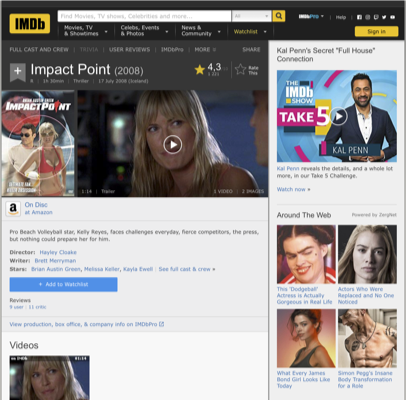 IMDb
Find Movies, TV shows, Celebrities and more...
All
Movies, TV
& Showtimes
Celebs, Events
& Photos
News &
Community
Watchlist
IMDbPro
Help
Sign in
FULL CAST AND CREW
TRIVIA
USER REVIEWS
IMDbPro
MORE
SHARE
Impact Point (2008)
1h 30min | Thriller | 17 July 2008 (Iceland)
4,3
Rate
This
IMPACT POINT
1:14 | Trailer
1 VIDEO
2 IMAGES
On Disc
at Amazon
Pro Beach Volleyball star, Kelly Reyes, faces challenges everyday, fierce competitors, the press,
but nothing could prepare her for him.
Director: Hayley Cloake
Writer: Brett Merryman
Stars: Brian Austin Green, Melissa Keller, Kayla Ewell | See full cast & crew »
+ Add to Watchlist
Reviews
9 user | 11 critic
View production, box office, & company info on IMDbPro
Videos
01:14
Kal Penn's Secret "Full House"
Connection
THE
IMDb
SHOW
TAKE 5
KAL PENN
Kal Penn reveals the details, and a whole lot
more, in our Take 5 Challenge.
Watch now »
Around The Web
Powered by ZergNet
This 'Dodgeball'
Actress is Actually
Gorgeous in Real Life
Actors Who Were
Replaced and No One
Noticed
What Every James
Bond Girl Looks Like
Today
Simon Pegg's Insane
Body Transformation
for a Role